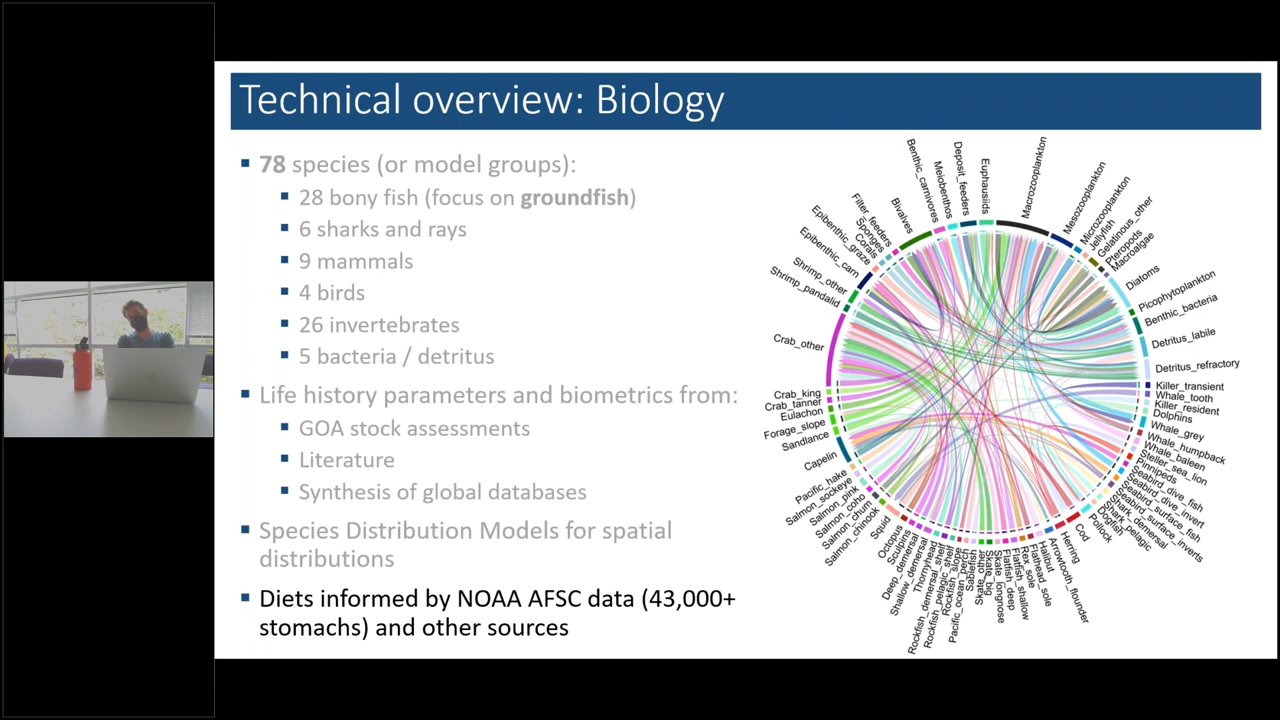 Technical overview: Biology
78 species (or model groups):
28 bony fish (focus on groundfish)
6 sharks and rays
9 mammals
4 birds
26 invertebrates
5 bacteria / detritus
Life history parameters and biometrics from:
GOA stock assessments
Literature
Synthesis of global databases
Species Distribution Models for spatial
distributions
Diets informed by NOAA AFSC data (43,000+
stomachs) and other sources
Macrozooplankton
Mesozooplankton
Microzooplankton
Jellyfish
Gelatinous_other
Pteropods
Macroalgae
Diatoms
Picophytoplankton
Benthic_bacteria
Detritus_labile
Detritus_refractory
Killer_transient
Whale_tooth
Killer_resident
Dolphins
Whale_grey
Whale_humpback
Whale_baleen
Steller_sea_lion
Pinnipeds
Seabird_dive_fish
Seabird_dive_invert
Seabird_surface_fish
Seabird_surface_inverts
Shark_demersal
Shark_pelagic
Dogfish
Pollock
Cod
Herring
Arrowtooth_flounder
Halibut
Flathead_sole
Rex_sole
Flatfish_shallow
Flatfish_deep
Skate_longnose
Skate_big
Sablefish
Pacific_ocean_perch
Rockfish_slope
Rockfish_pelagic_shelf
Rockfish_demersal_shelf
Thornyhead
Shallow_demersal
Deep_demersal
Sculpins
Octopus
Squid
Salmon_chinook
Salmon_chum
Salmon_coho
Salmon_pink
Salmon_sockeye
Pacific_hake
Capelin
Sandlance
Forage_slope
Eulachon
Crab_tanner
Crab_king
Crab_other
Shrimp_pandalid
Shrimp_other
Epibenthic_carn
Epibenthic_graze
Corals
Sponges
Filter_feeders
Bivalves
Benthic_carnivores
Meiobenthos
Deposit_feeders
Euphausiids